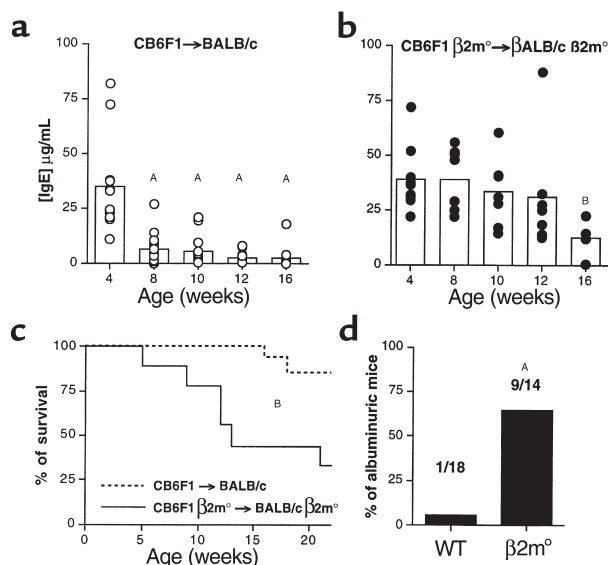 a
CB6F1→BALB/c
[IgE] µg/mL
100
75
50
25
0
A A A A
4 8 10 12 16
Age (weeks)
b
CB6F1 β2m° → βALB/c ß2m°
100
75
50
25
0
B
4 8 10 12 16
Age (weeks)
c
% of survival
100
75
50
25
0
B
CB6F1 → BALB/c
CB6F1 β2m° → BALB/c β2m°
0 5 10 15 20
Age (weeks)
d
% of albuminuric mice
100
75
50
25
0
A
9/14
1/18
WT β2m°